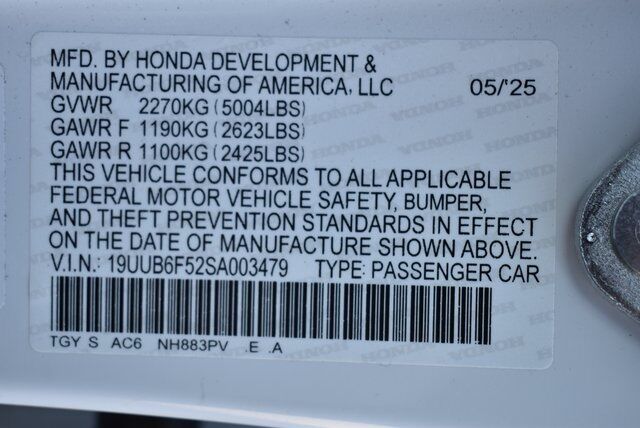 MFD. BY HONDA DEVELOPMENT &
MANUFACTURING OF AMERICA, LLC 05/'25
GVWR 2270KG (5004LBS)
GAWR F 1190KG (2623LBS)
GAWR R 1100KG (2425LBS)
THIS VEHICLE CONFORMS TO ALL APPLICABLE
FEDERAL MOTOR VEHICLE SAFETY, BUMPER,
AND THEFT PREVENTION STANDARDS IN EFFECT
ON THE DATE OF MANUFACTURE SHOWN ABOVE.
V.I.N.: 19UUB6F52SA003479 TYPE: PASSENGER CAR
TGY S AC6 NH883PV .E .A